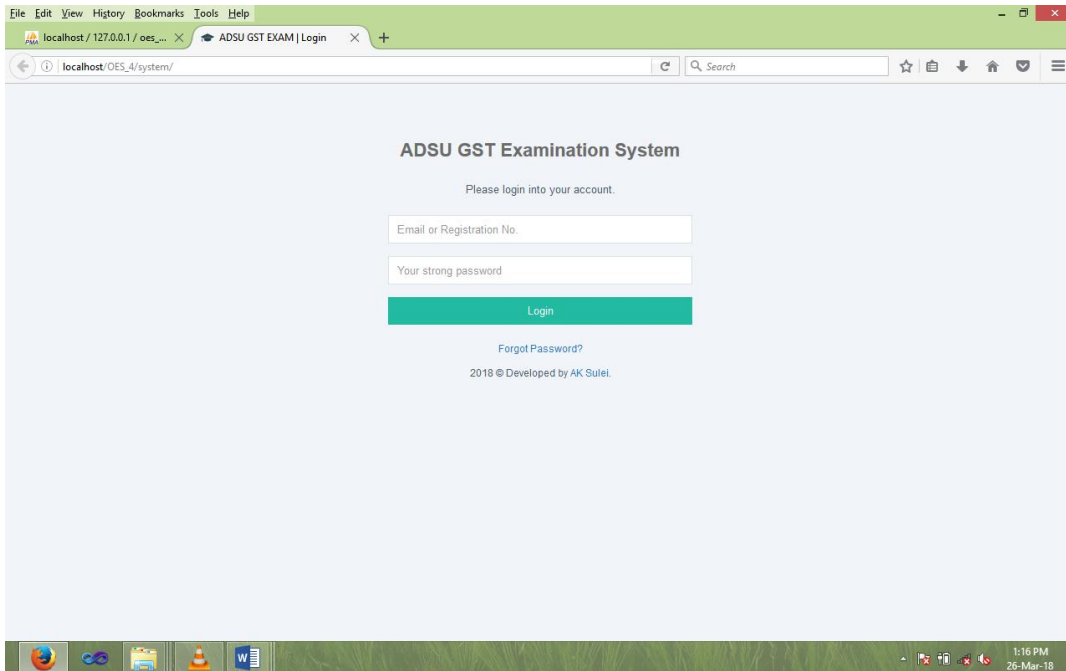 File Edit View History Bookmarks Tools Help
PMA localhost / 127.0.0.1 / oes_... ADSU GST EXAM | Login
localhost/OES_4/system/ Search
ADSU GST Examination System
Please login into your account.
Email or Registration No.
Your strong password
Login
Forgot Password?
2018 © Developed by AK Sulei.
1:16 PM
26-Mar-18